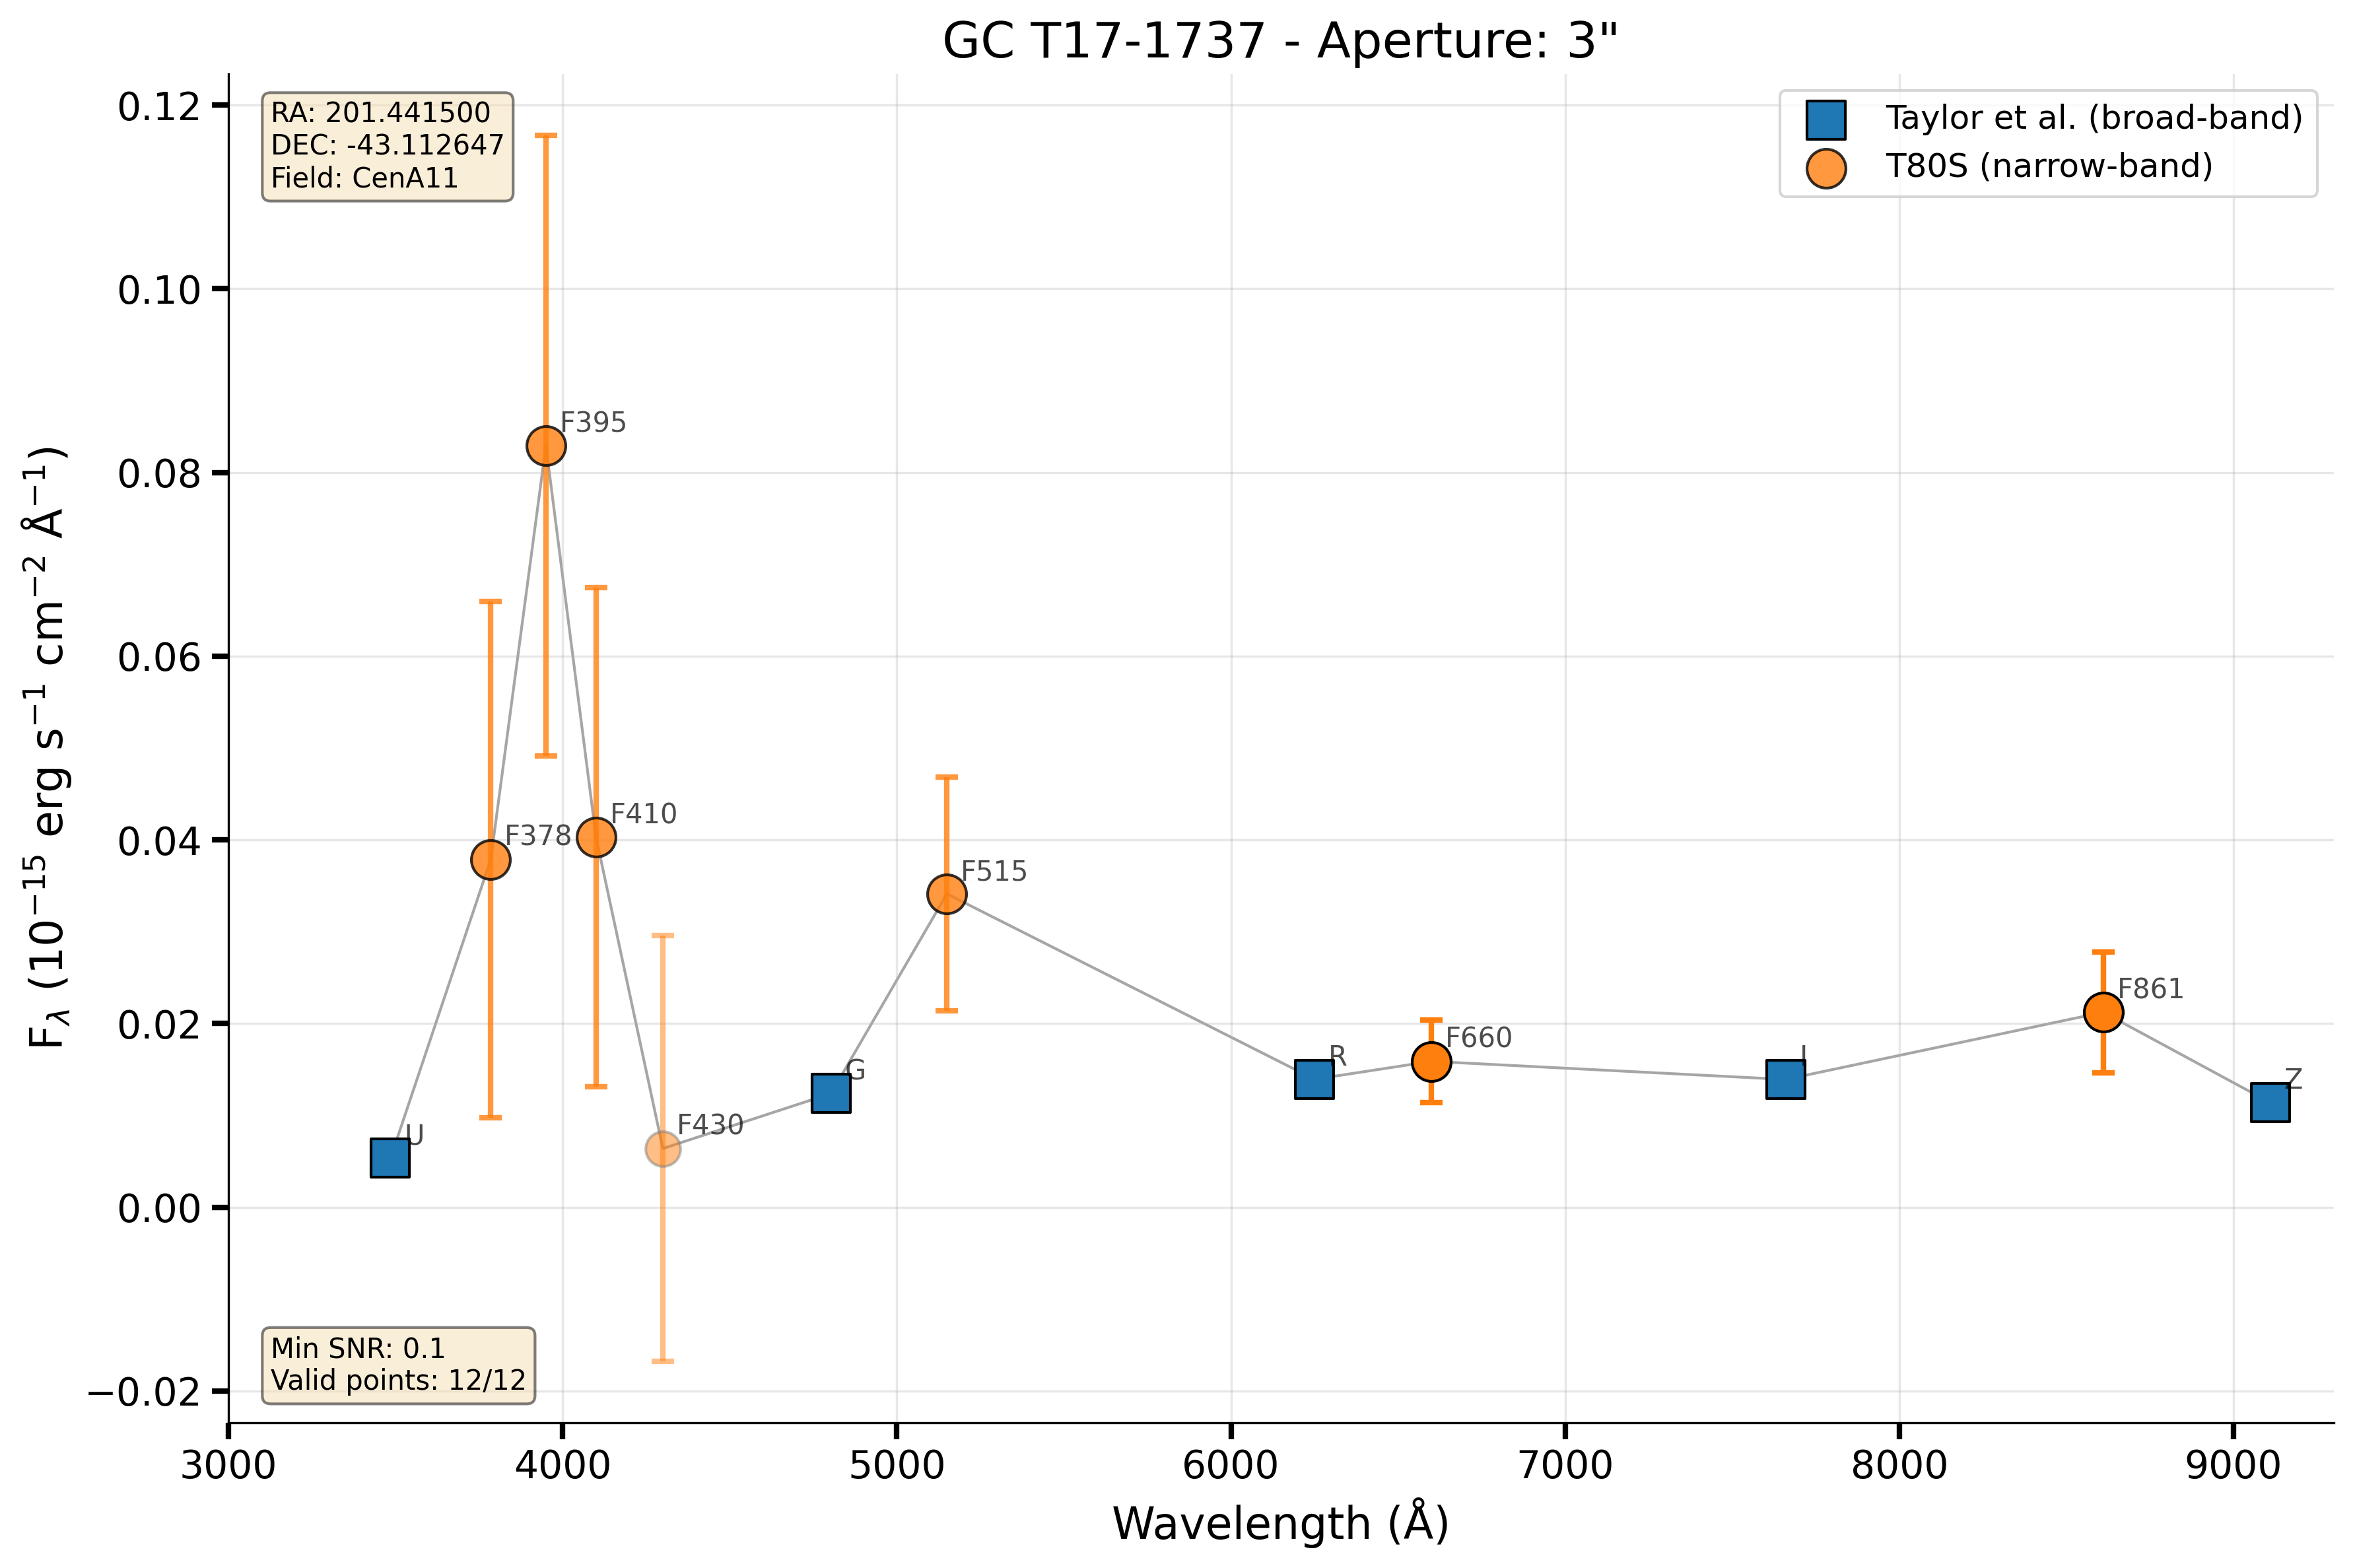 GC T17-1737 - Aperture: 3"
RA: 201.441500
DEC: -43.112647
Field: CenA11
Taylor et al. (broad-band)
T80S (narrow-band)
0.12
0.10
0.08
0.06
0.04
0.02
0.00
−0.02
F_λ (10⁻¹⁵ erg s⁻¹ cm⁻² Å⁻¹)
F395
F378
F410
F515
F430
U
G
R
F660
I
F861
Z
Min SNR: 0.1
Valid points: 12/12
3000 4000 5000 6000 7000 8000 9000
Wavelength (Å)